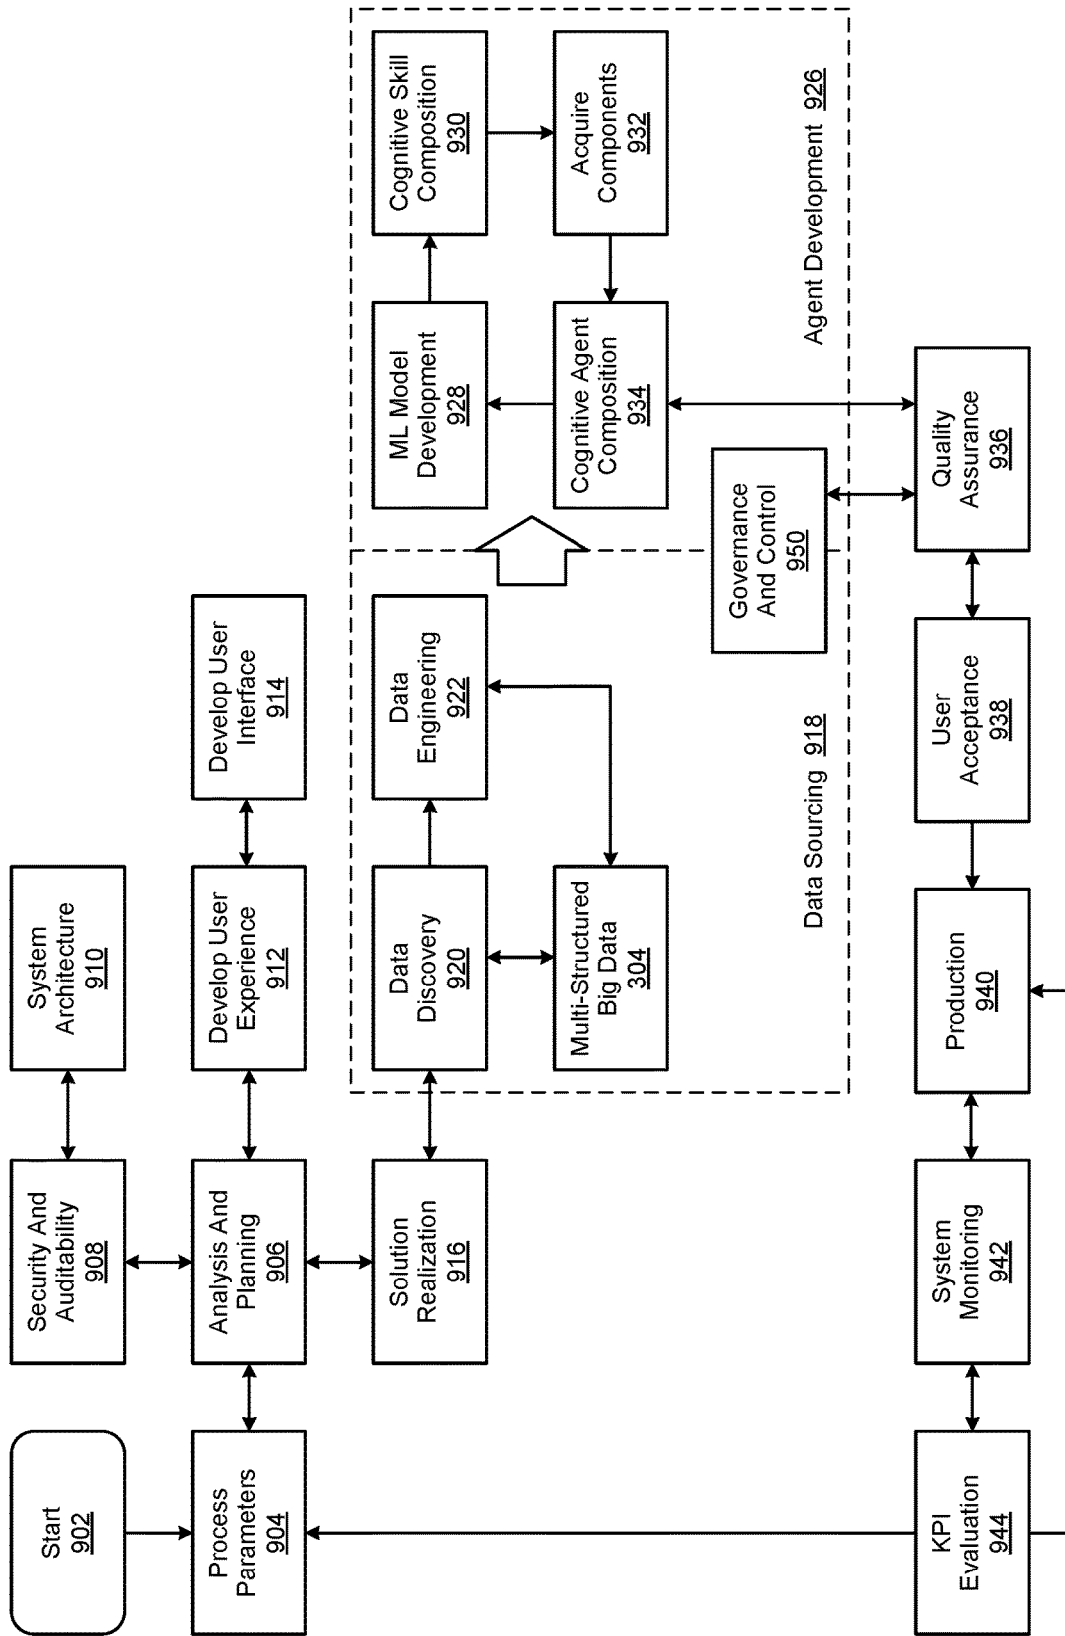 Start
902
Process
Parameters
904
Security And
Auditability
908
Analysis And
Planning
906
Solution
Realization
916
System
Architecture
910
Develop User
Experience
912
Develop User
Interface
914
Data
Discovery
920
Data
Engineering
922
Multi-Structured
Big Data
304
Data Sourcing 918
ML Model
Development
928
Cognitive Skill
Composition
930
Cognitive Agent
Composition
934
Acquire
Components
932
Governance
And Control
950
Agent Development 926
KPI
Evaluation
944
System
Monitoring
942
Production
940
User
Acceptance
938
Quality
Assurance
936